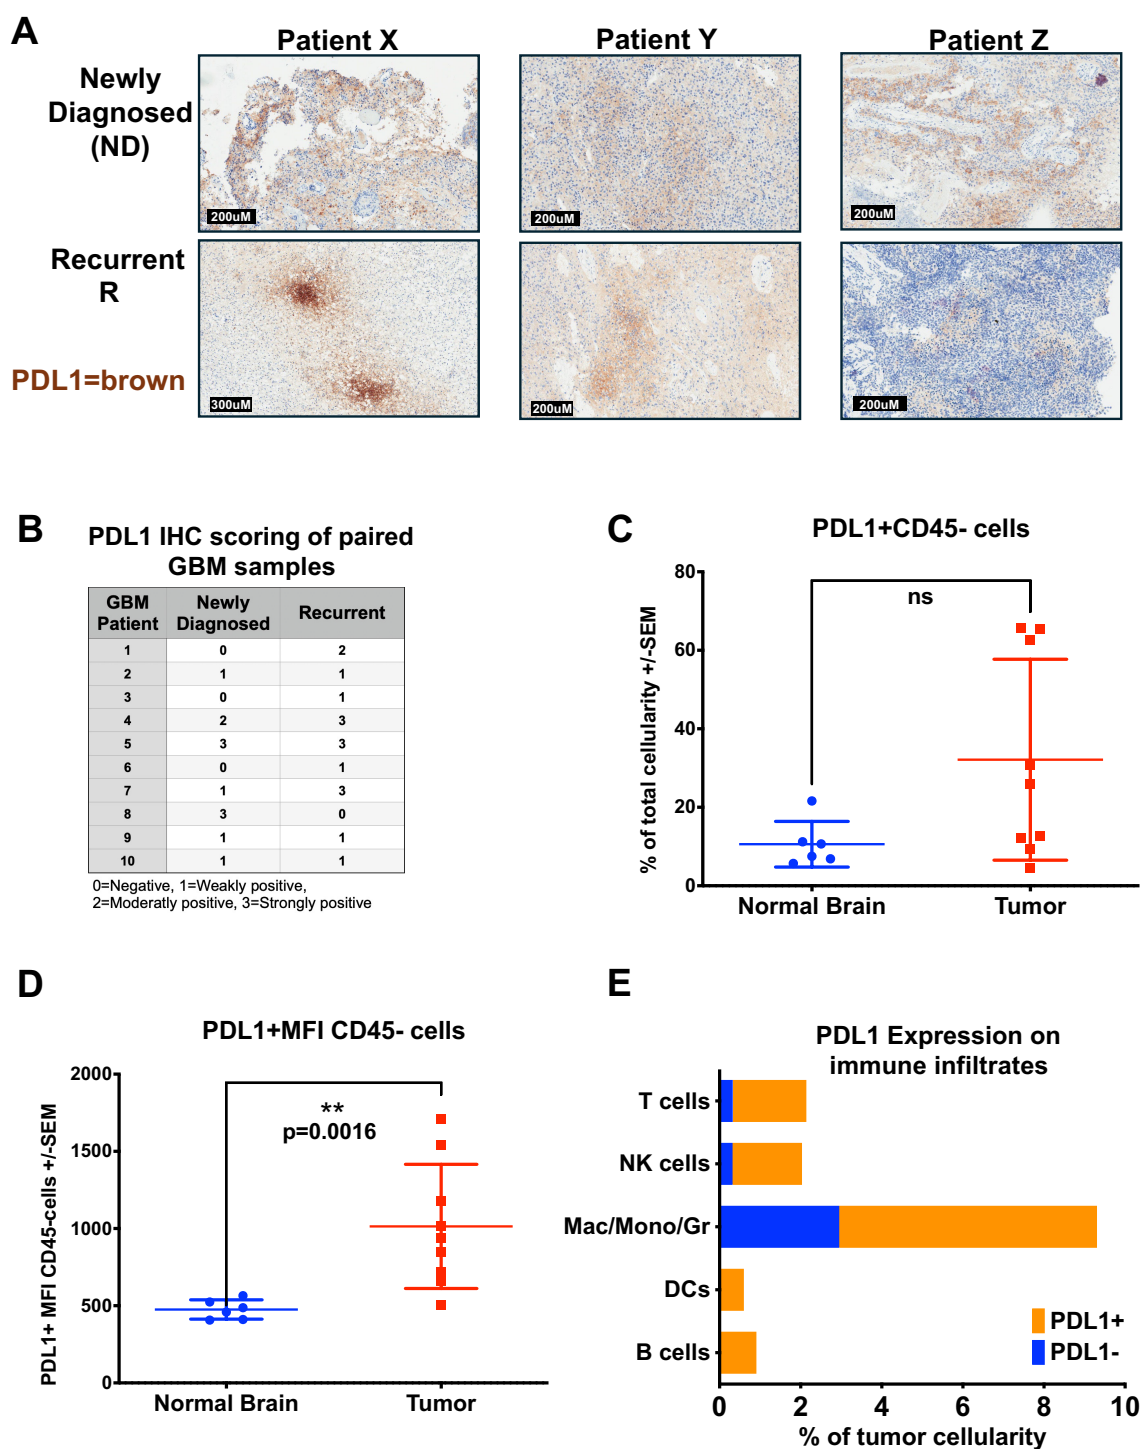 A
Patient X
Patient Y
Patient Z
Newly
Diagnosed
(ND)
200uM
200uM
200uM
Recurrent
R
PDL1=brown
300uM
200uM
200uM
B
PDL1 IHC scoring of paired
GBM samples
GBM Patient Newly Diagnosed Recurrent
1 0 2
2 1 1
3 0 1
4 2 3
5 3 3
6 0 1
7 1 3
8 3 0
9 1 1
10 1 1
0=Negative, 1=Weakly positive,
2=Moderatly positive, 3=Strongly positive
C
PDL1+CD45- cells
% of total cellularity +/-SEM
80
60
40
20
0
ns
Normal Brain
Tumor
D
PDL1+MFI CD45- cells
PDL1+ MFI CD45-cells +/-SEM
2000
1500
1000
500
0
**
p=0.0016
Normal Brain
Tumor
E
PDL1 Expression on
immune infiltrates
T cells
NK cells
Mac/Mono/Gr
DCs
B cells
PDL1+
PDL1-
0 2 4 6 8 10
% of tumor cellularity